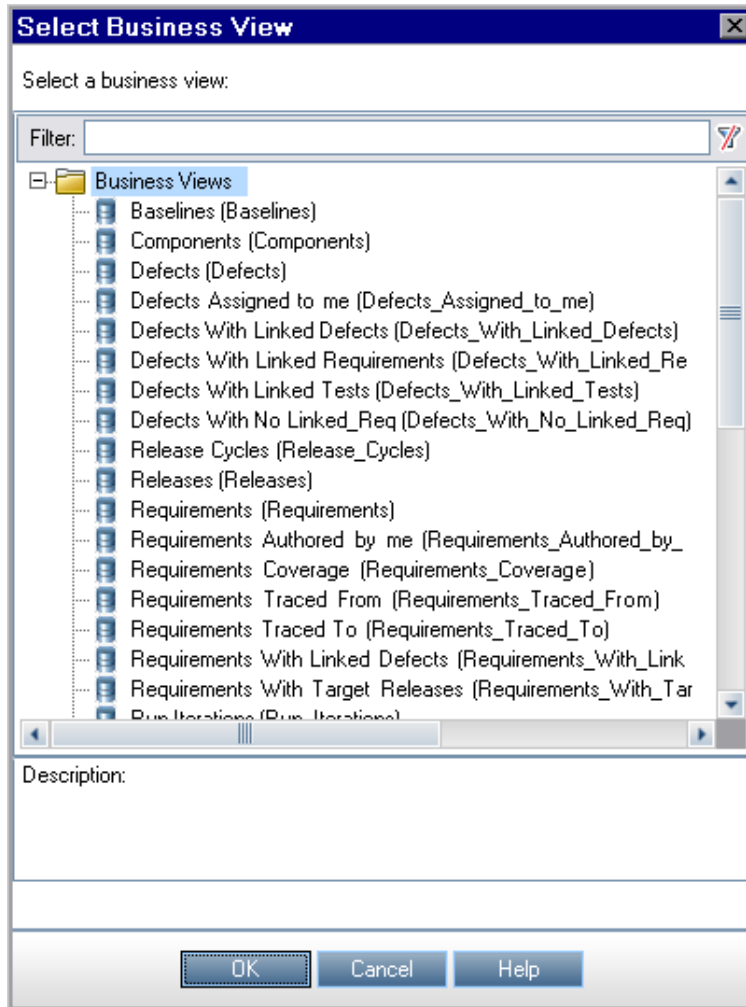 Select Business View
Select a business view:
Filter:
Business Views
Baselines (Baselines)
Components (Components)
Defects (Defects)
Defects Assigned to me (Defects_Assigned_to_me)
Defects With Linked Defects (Defects_With_Linked_Defects)
Defects With Linked Requirements (Defects_With_Linked_Re
Defects With Linked Tests (Defects_With_Linked_Tests)
Defects With No Linked_Req (Defects_With_No_Linked_Req)
Release Cycles (Release_Cycles)
Releases (Releases)
Requirements (Requirements)
Requirements Authored by me (Requirements_Authored_by_
Requirements Coverage (Requirements_Coverage)
Requirements Traced From (Requirements_Traced_From)
Requirements Traced To (Requirements_Traced_To)
Requirements With Linked Defects (Requirements_With_Link
Requirements With Target Releases (Requirements_With_Tar
Run Iterations (Run_Iterations)
Description:
OK Cancel Help